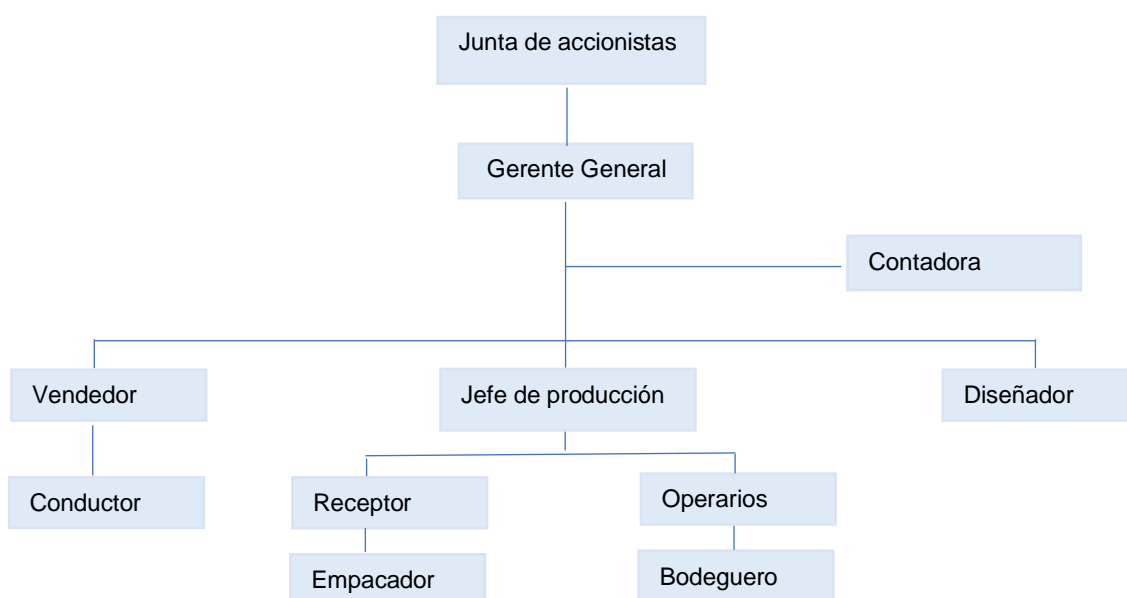 Junta de accionistas
Gerente General
Contadora
Vendedor
Jefe de producción
Diseñador
Conductor
Receptor
Operarios
Empacador
Bodeguero